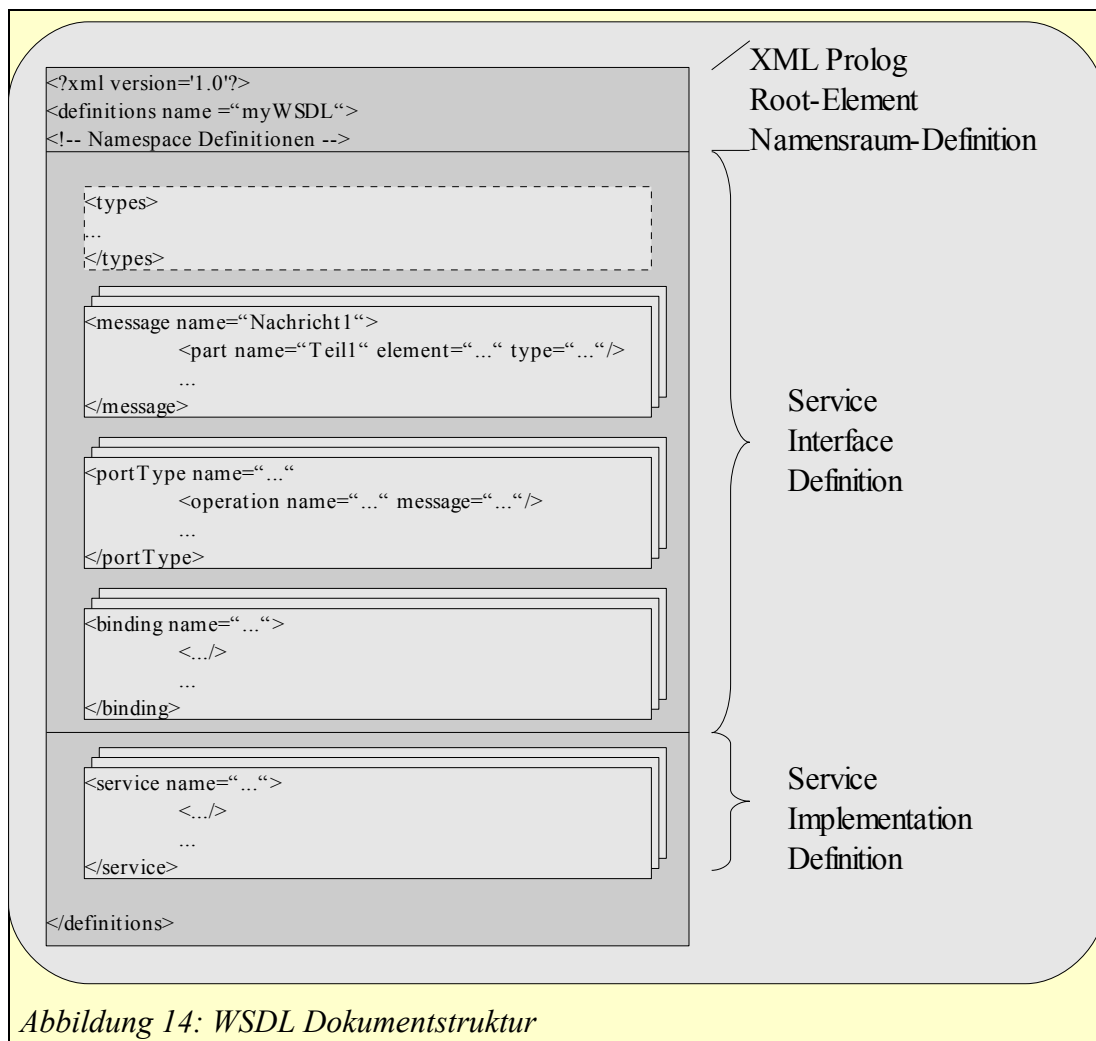 <?xml version='1.0'?>
<definitions name =“myWSDL“>
<!-- Namespace Definitionen -->
XML Prolog
Root-Element
Namensraum-Definition
<types>
...
</types>
<message name=“Nachricht1“>
<part name=“Teil1“ element=“...“ type=“...“/>
...
</message>
<portType name=“...“
<operation name=“...“ message=“...“/>
...
</portType>
<binding name=“...“>
<.../>
...
</binding>
Service
Interface
Definition
<service name=“...“>
<.../>
...
</service>
Service
Implementation
Definition
</definitions>
Abbildung 14: WSDL Dokumentstruktur